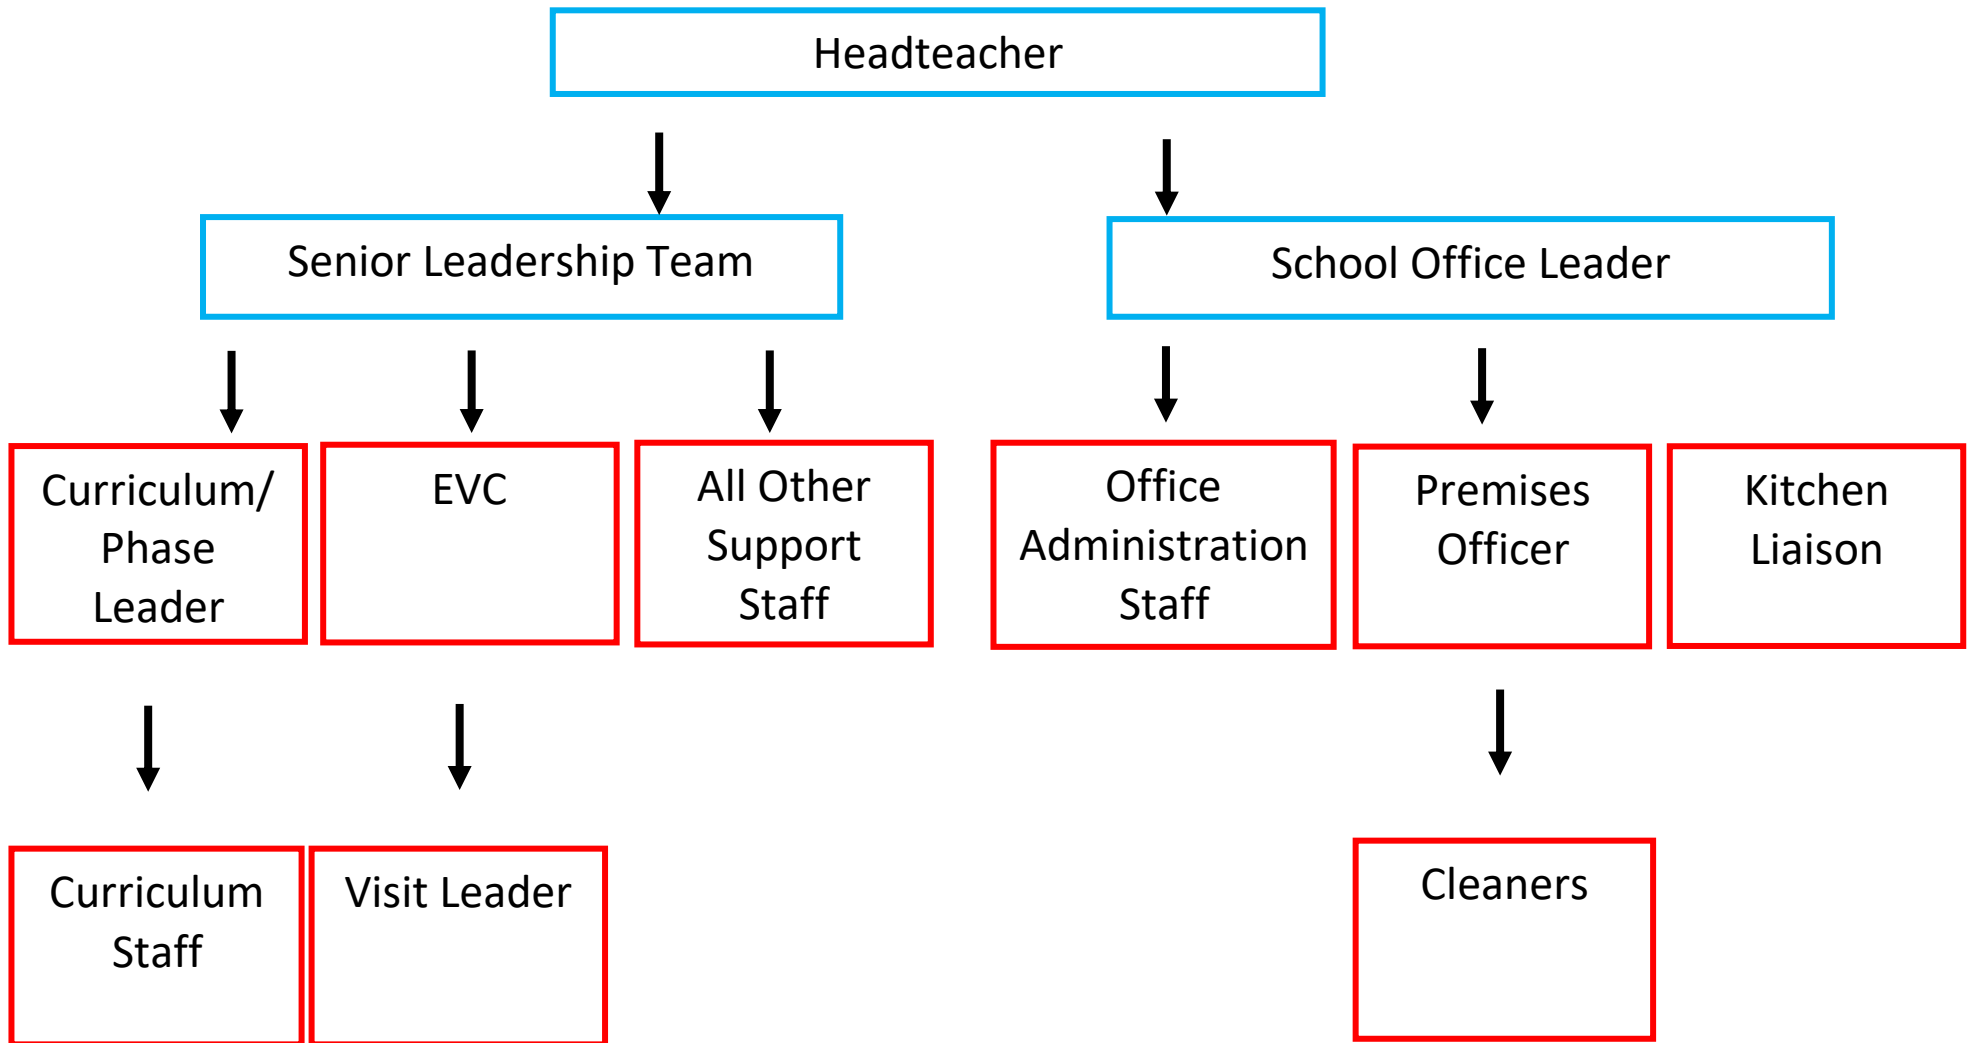 Headteacher
Senior Leadership Team
School Office Leader
Curriculum/
Phase
Leader
EVC
All Other
Support
Staff
Office
Administration
Staff
Premises
Officer
Kitchen
Liaison
Curriculum
Staff
Visit Leader
Cleaners